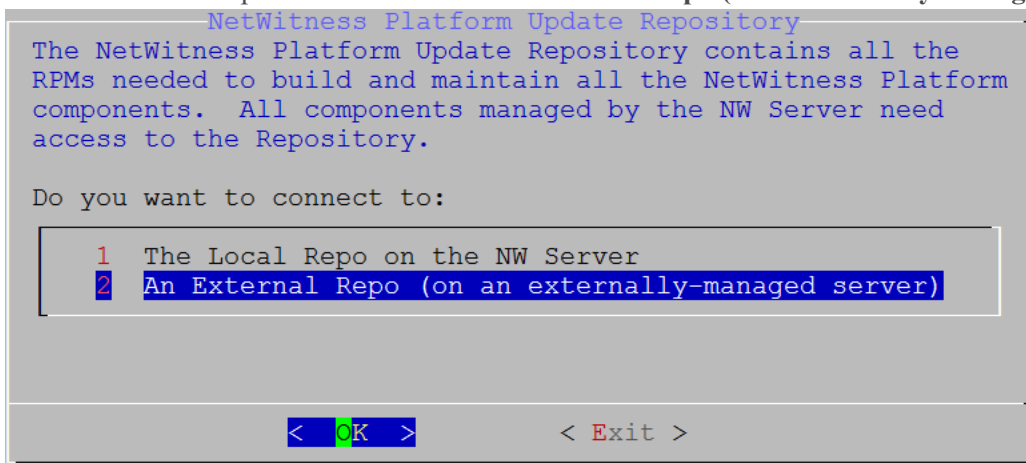 NetWitness Platform Update Repository
The NetWitness Platform Update Repository contains all the
RPMs needed to build and maintain all the NetWitness Platform
components.  All components managed by the NW Server need
access to the Repository.
Do you want to connect to:
1  The Local Repo on the NW Server
2  An External Repo (on an externally-managed server)
<  OK  >          < Exit >